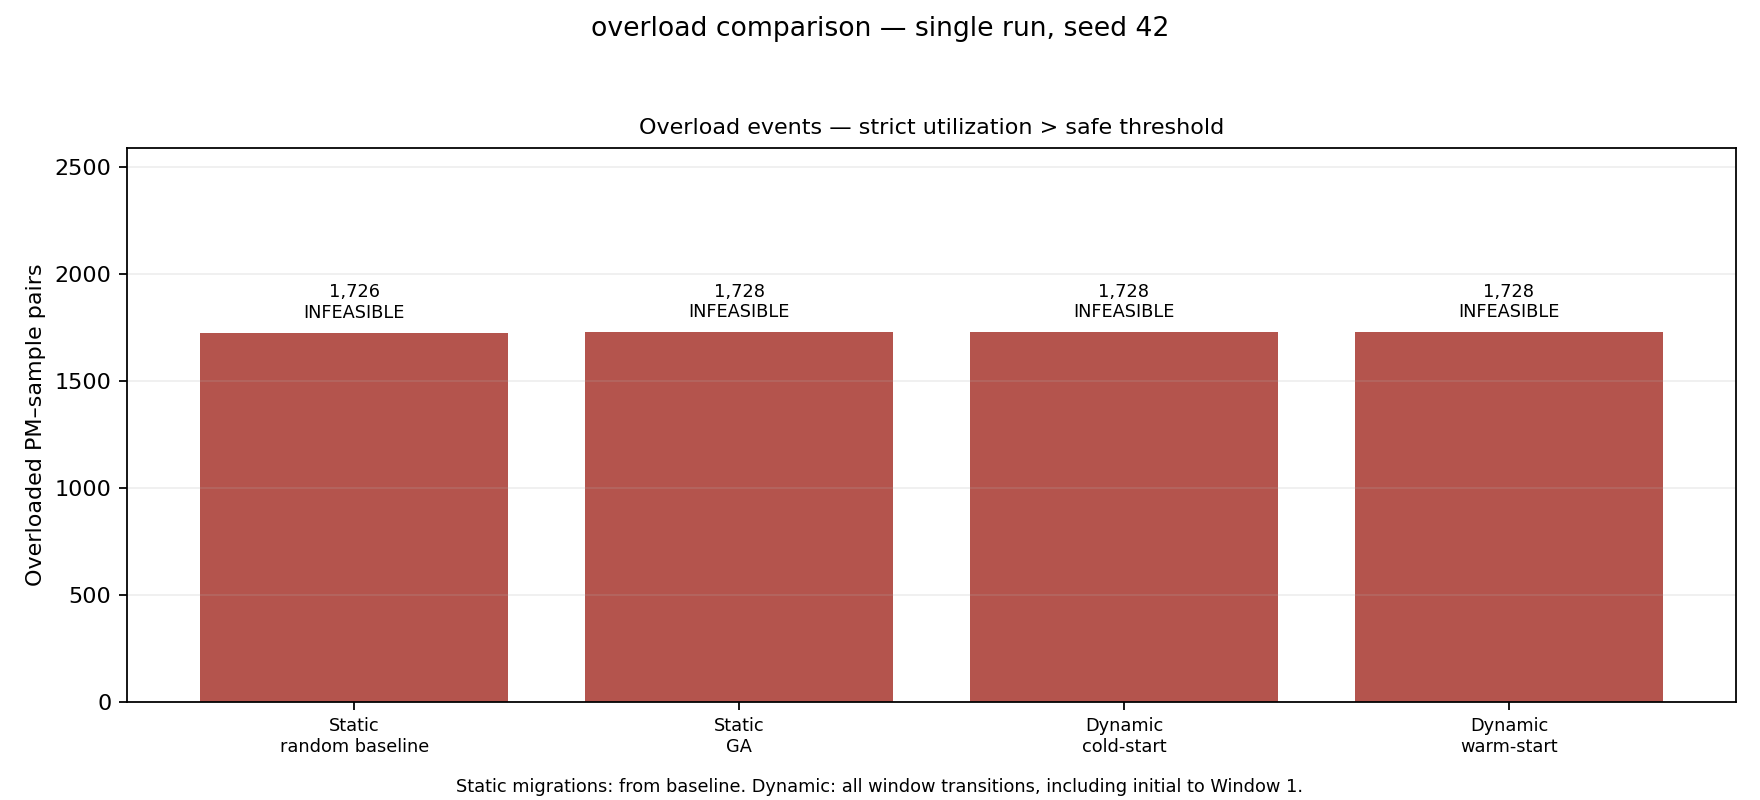 overload comparison — single run, seed 42
Overload events — strict utilization > safe threshold
Overloaded PM–sample pairs
2500
2000
1500
1000
500
0
1,726
INFEASIBLE
1,728
INFEASIBLE
1,728
INFEASIBLE
1,728
INFEASIBLE
Static
random baseline
Static
GA
Dynamic
cold-start
Dynamic
warm-start
Static migrations: from baseline. Dynamic: all window transitions, including initial to Window 1.